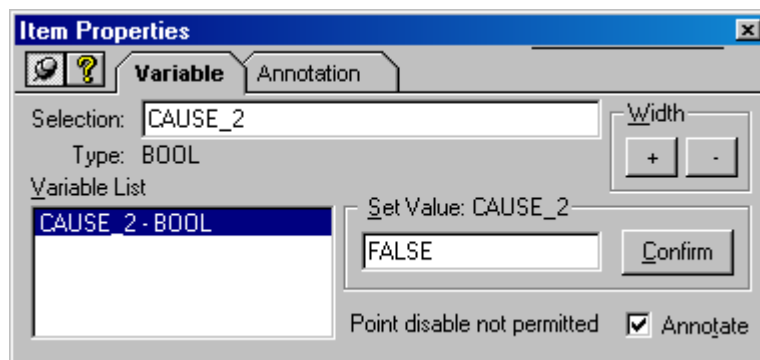 Item Properties
Variable
Annotation
Selection: CAUSE_2
Width
Type: BOOL
+ -
Variable List
CAUSE_2 - BOOL
Set Value: CAUSE_2
FALSE
Confirm
Point disable not permitted
Annotate